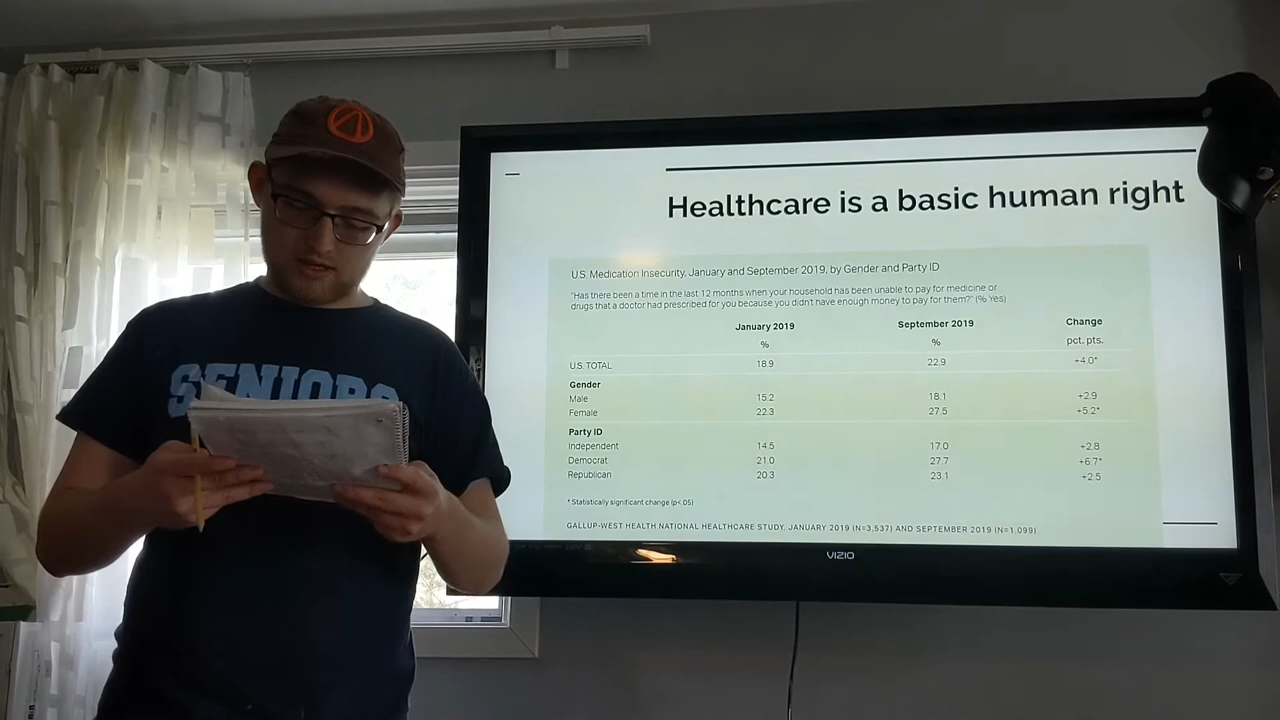 SENIORS
Healthcare is a basic human right
U.S. Medication Insecurity, January and September 2019, by Gender and Party ID
"Has there been a time in the last 12 months when your household has been unable to pay for medicine or
drugs that a doctor had prescribed for you because you didn't have enough money to pay for them?" (% Yes)
January 2019 September 2019 Change
% % pct. pts.
U.S. TOTAL 18.9 22.9 +4.0*
Gender
Male 15.2 18.1 +2.9
Female 22.3 27.5 +5.2*
Party ID
Independent 14.5 17.0 +2.8
Democrat 21.0 27.7 +6.7*
Republican 20.3 23.1 +2.5
* Statistically significant change (p<.05)
GALLUP-WEST HEALTH NATIONAL HEALTHCARE STUDY, JANUARY 2019 (N=3,537) AND SEPTEMBER 2019 (N=1,099)
VIZIO